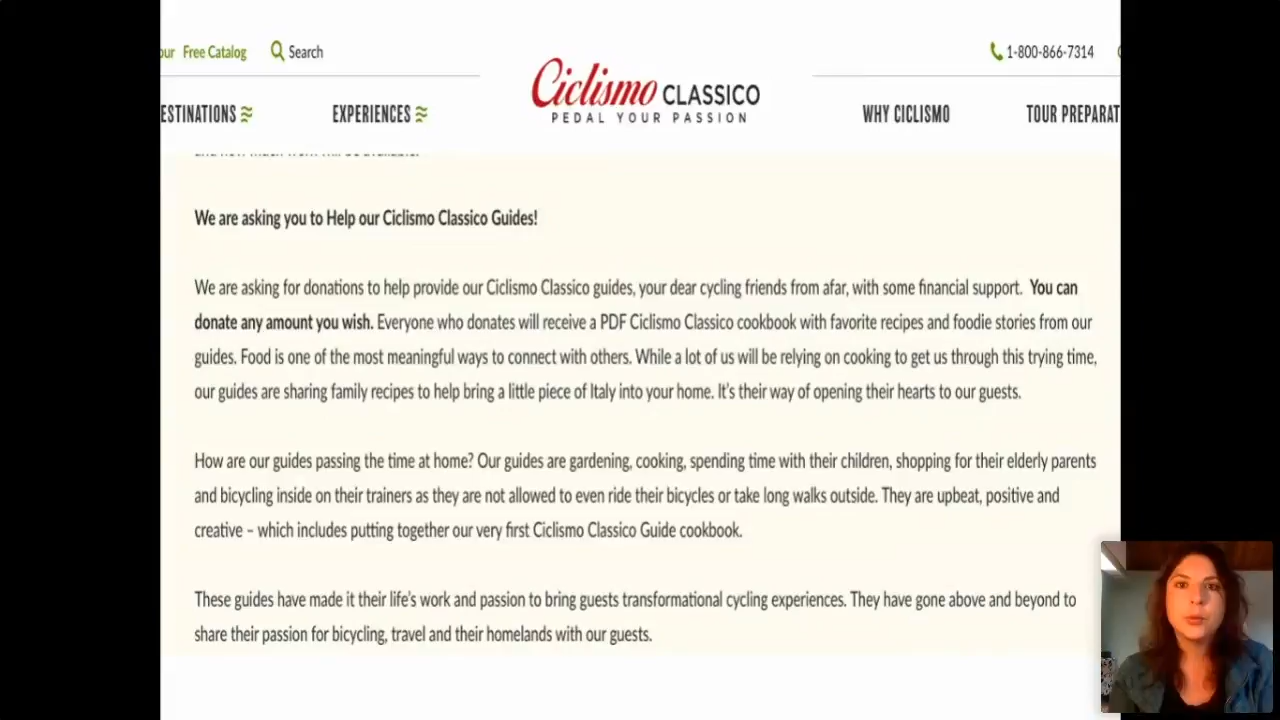 our Free Catalog Search 1-800-866-7314
Ciclismo CLASSICO
PEDAL YOUR PASSION
ESTINATIONS EXPERIENCES WHY CICLISMO TOUR PREPARAT
We are asking you to Help our Ciclismo Classico Guides!
We are asking for donations to help provide our Ciclismo Classico guides, your dear cycling friends from afar, with some financial support. You can
donate any amount you wish. Everyone who donates will receive a PDF Ciclismo Classico cookbook with favorite recipes and foodie stories from our
guides. Food is one of the most meaningful ways to connect with others. While a lot of us will be relying on cooking to get us through this trying time,
our guides are sharing family recipes to help bring a little piece of Italy into your home. It's their way of opening their hearts to our guests.
How are our guides passing the time at home? Our guides are gardening, cooking, spending time with their children, shopping for their elderly parents
and bicycling inside on their trainers as they are not allowed to even ride their bicycles or take long walks outside. They are upbeat, positive and
creative – which includes putting together our very first Ciclismo Classico Guide cookbook.
These guides have made it their life's work and passion to bring guests transformational cycling experiences. They have gone above and beyond to
share their passion for bicycling, travel and their homelands with our guests.